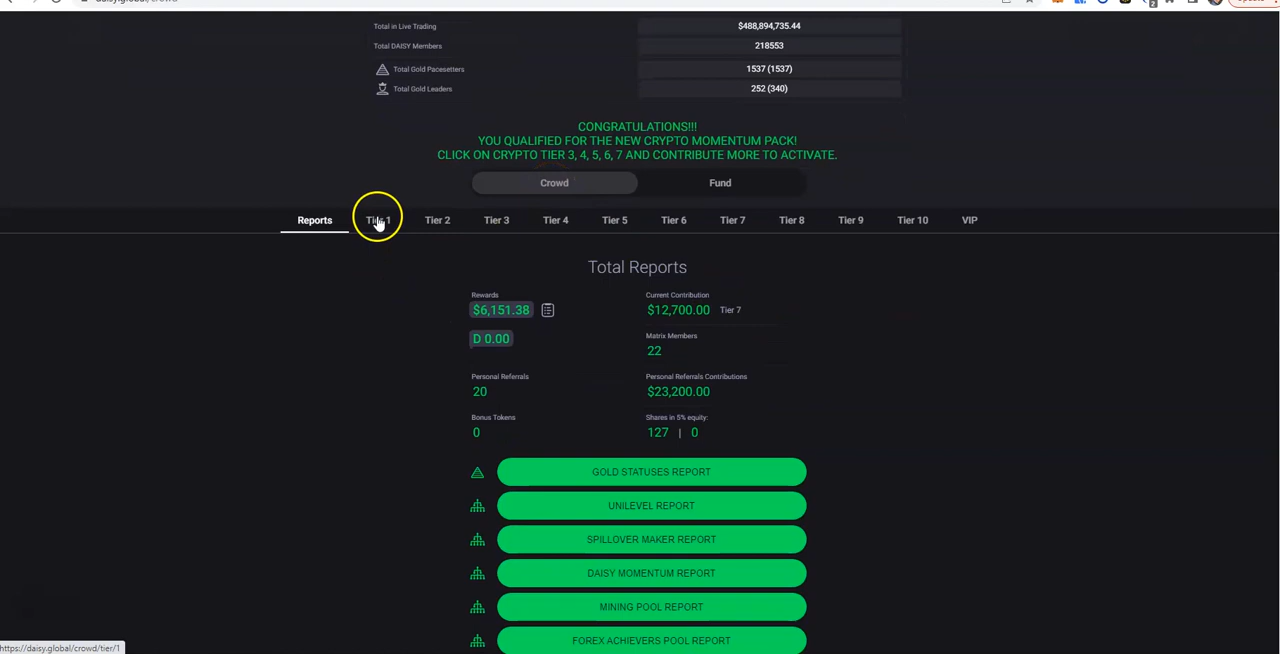 Total in Live Trading
$488,894,735.44
Total DAISY Members
218553
Total Gold Pacesetters
1537 (1537)
Total Gold Leaders
252 (340)
CONGRATULATIONS!!!
YOU QUALIFIED FOR THE NEW CRYPTO MOMENTUM PACK!
CLICK ON CRYPTO TIER 3, 4, 5, 6, 7 AND CONTRIBUTE MORE TO ACTIVATE.
Crowd Fund
Reports Tier 1 Tier 2 Tier 3 Tier 4 Tier 5 Tier 6 Tier 7 Tier 8 Tier 9 Tier 10 VIP
Total Reports
Rewards
$6,151.38
D 0.00
Current Contribution
$12,700.00 Tier 7
Matrix Members
22
Personal Referrals
20
Personal Referrals Contributions
$23,200.00
Bonus Tokens
0
Shares in 5% equity:
127 | 0
GOLD STATUSES REPORT
UNILEVEL REPORT
SPILLOVER MAKER REPORT
DAISY MOMENTUM REPORT
MINING POOL REPORT
FOREX ACHIEVERS POOL REPORT
https://daisy.global/crowd/tier/1